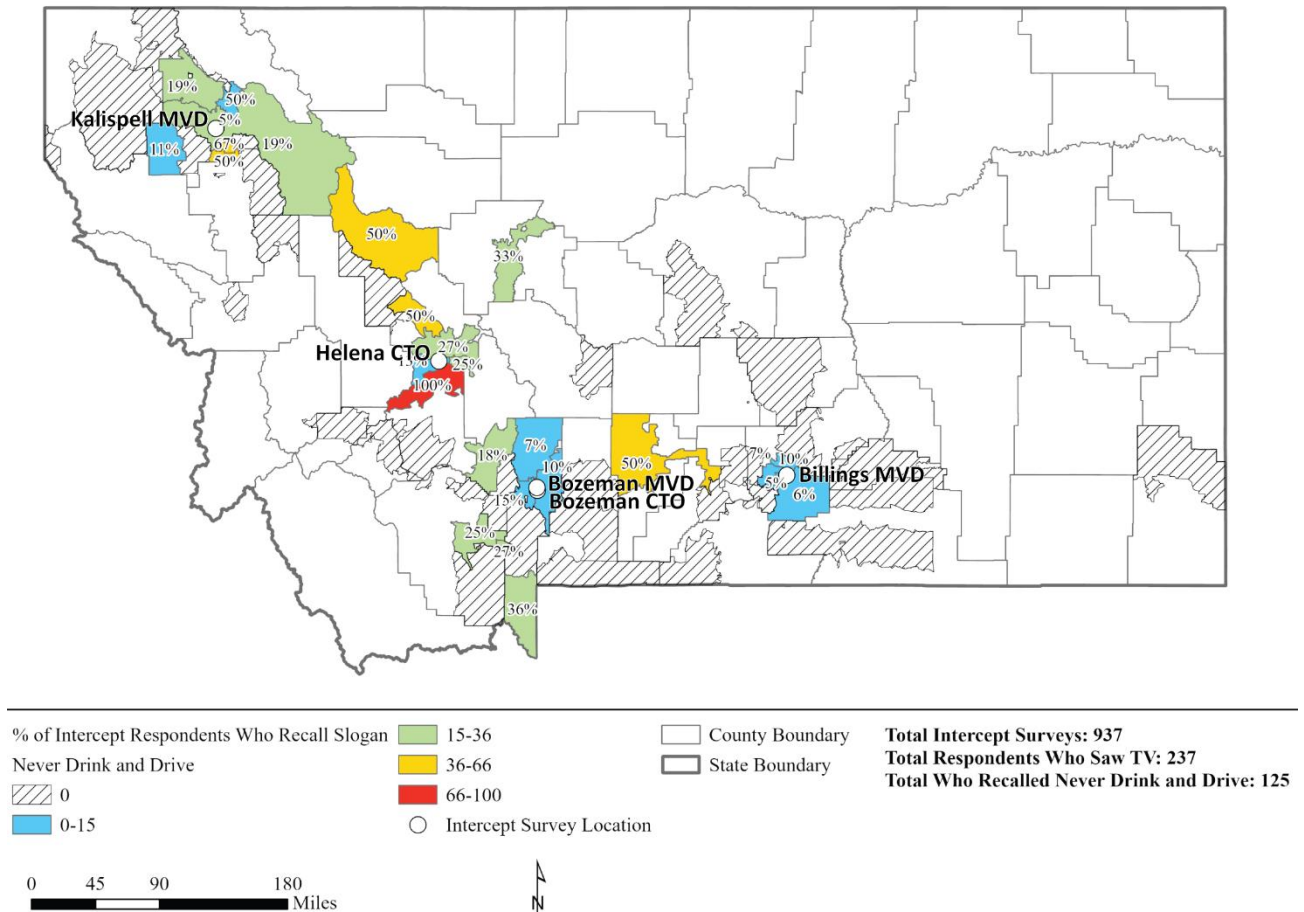 19%
50%
5%
Kalispell MVD
67%
19%
11%
50%
50%
33%
50%
27%
Helena CTO
25%
100%
7%
18%
10%
50%
7%
10%
Bozeman MVD
Billings MVD
5%
6%
15%
Bozeman CTO
25%
27%
36%
% of Intercept Respondents Who Recall Slogan
Never Drink and Drive
0
0-15
15-36
36-66
66-100
Intercept Survey Location
County Boundary
State Boundary
Total Intercept Surveys: 937
Total Respondents Who Saw TV: 237
Total Who Recalled Never Drink and Drive: 125
0 45 90 180
Miles
N